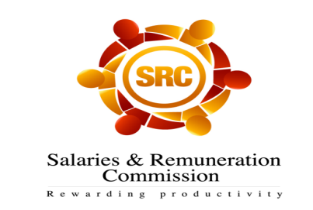 SRC
Salaries & Remuneration
Commission
Rewarding productivity